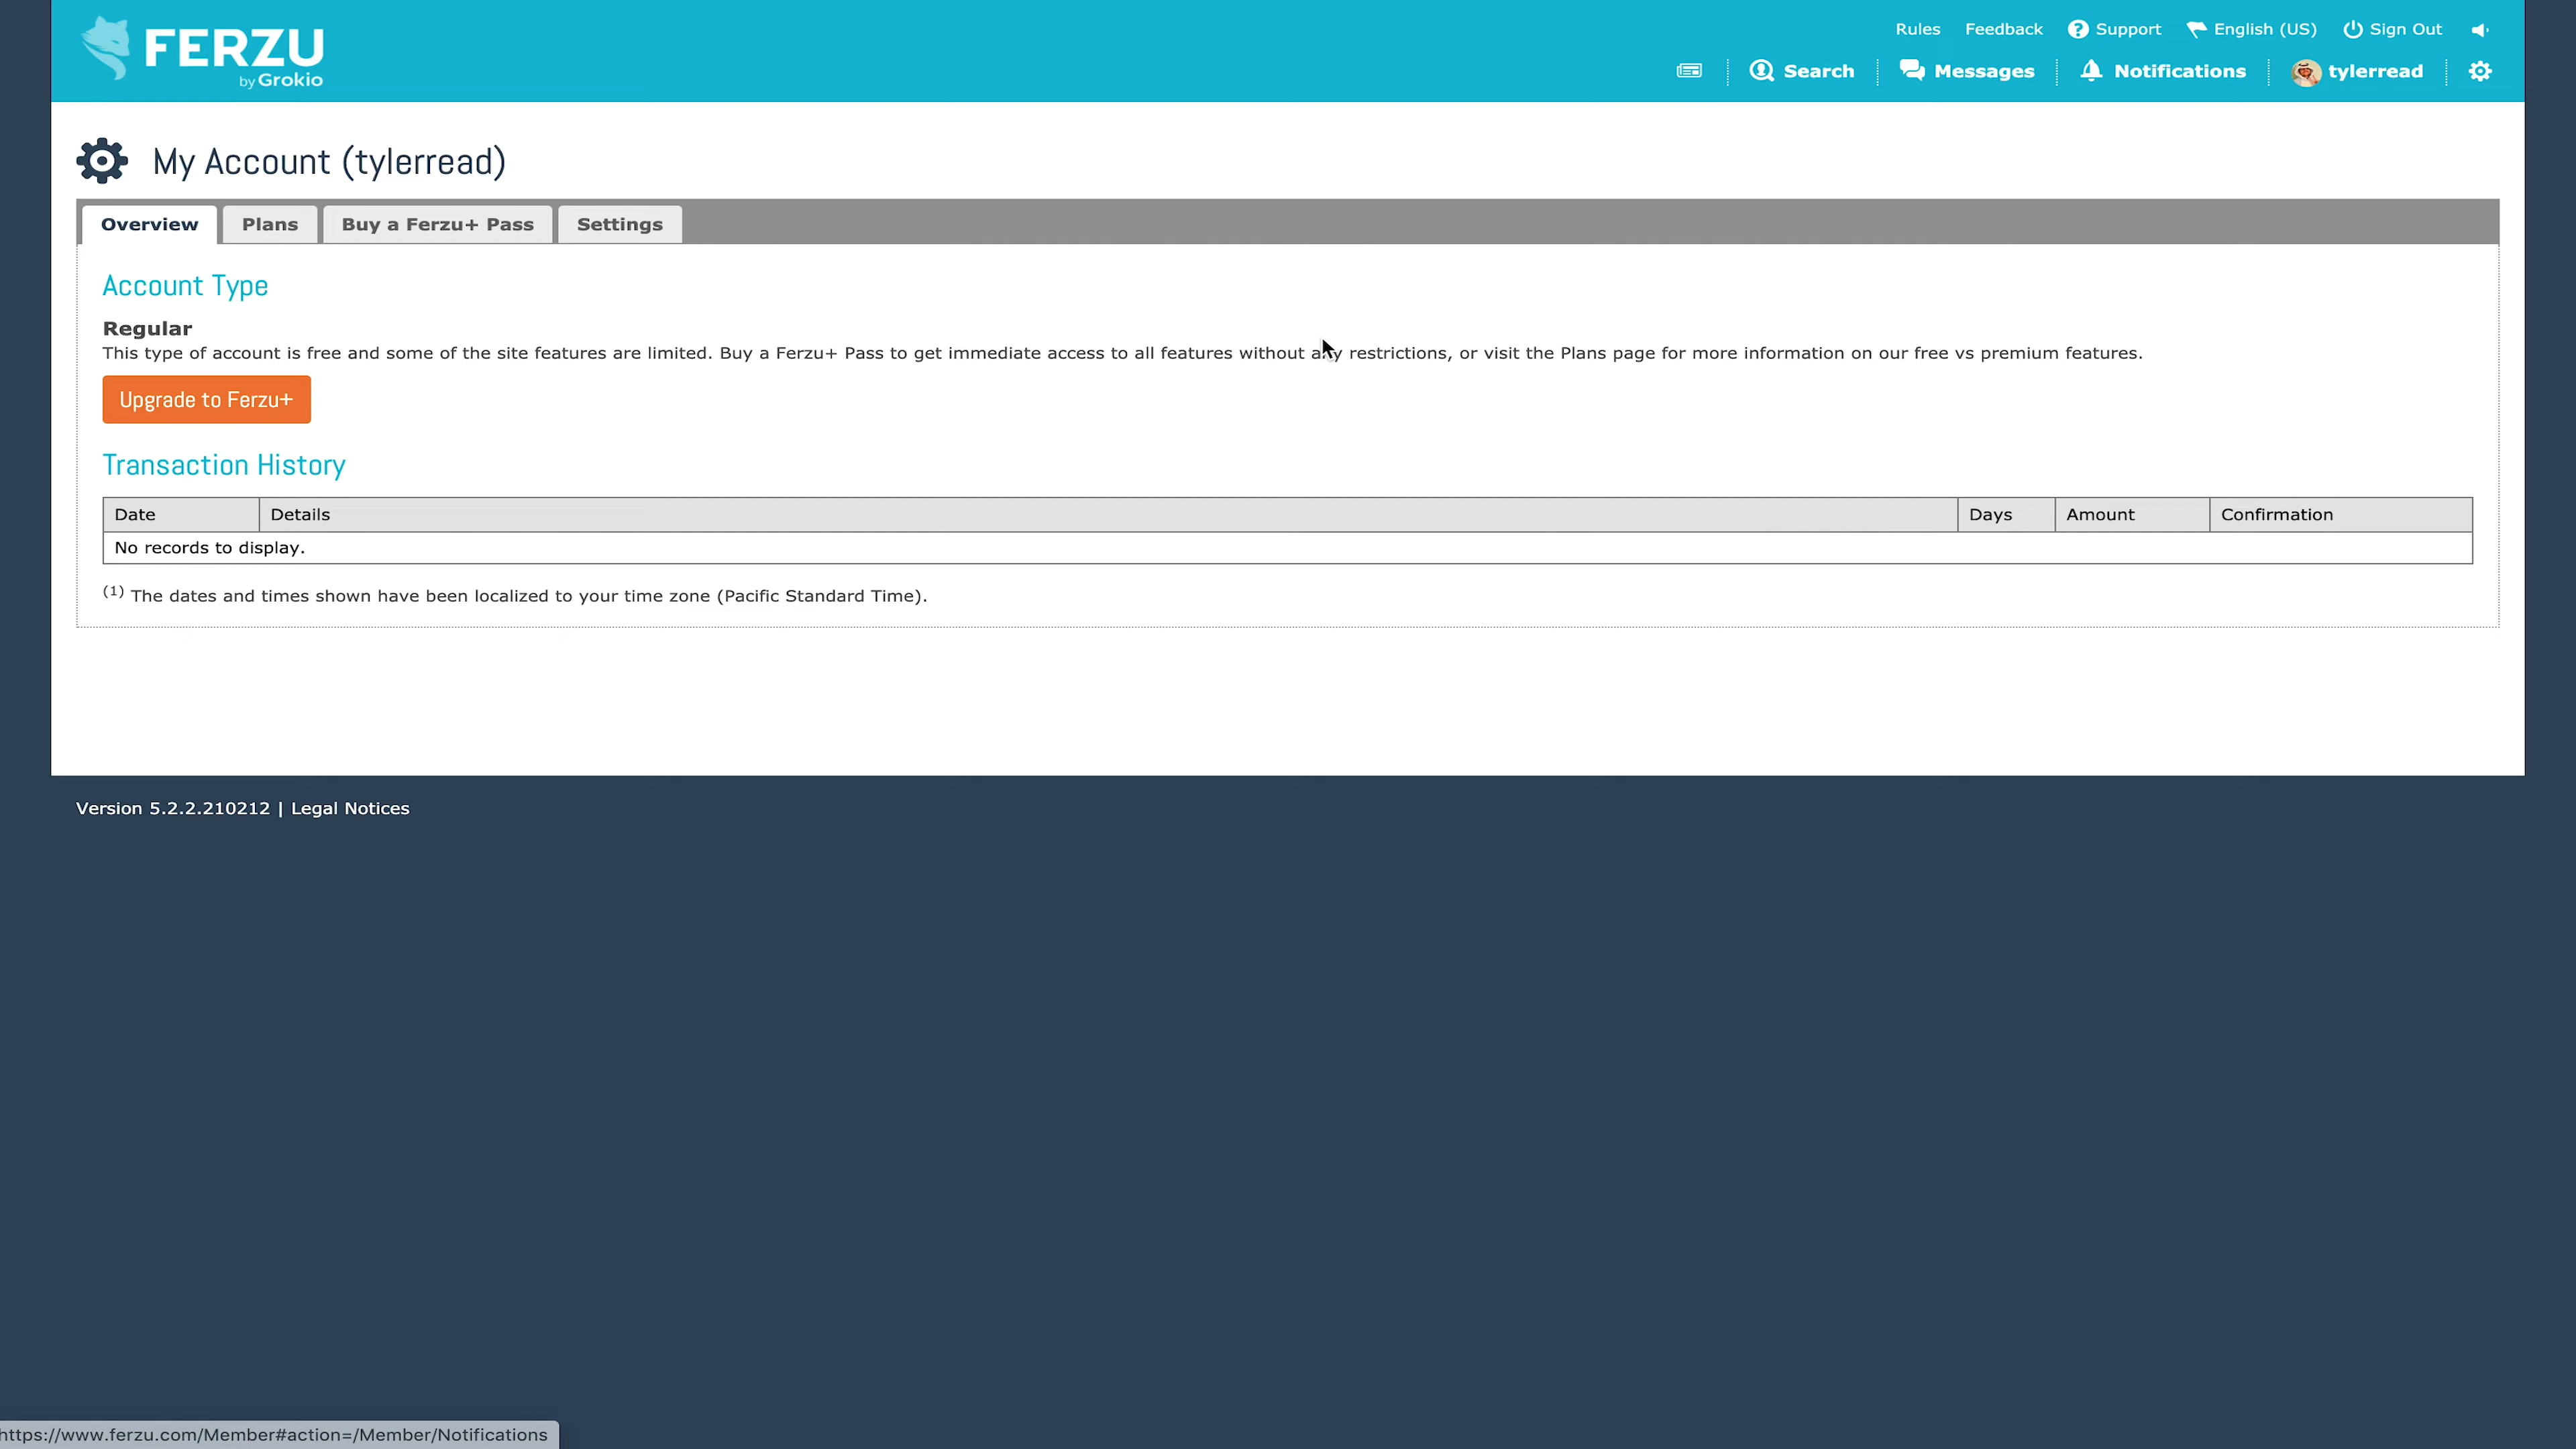 FERZU
by Grokio
Rules Feedback Support English (US) Sign Out
Search Messages Notifications tylerread
My Account (tylerread)
Overview Plans Buy a Ferzu+ Pass Settings
Account Type
Regular
This type of account is free and some of the site features are limited. Buy a Ferzu+ Pass to get immediate access to all features without any restrictions, or visit the Plans page for more information on our free vs premium features.
Upgrade to Ferzu+
Transaction History
Date Details Days Amount Confirmation
No records to display.
(1) The dates and times shown have been localized to your time zone (Pacific Standard Time).
Version 5.2.2.210212 | Legal Notices
https://www.ferzu.com/Member#action=/Member/Notifications